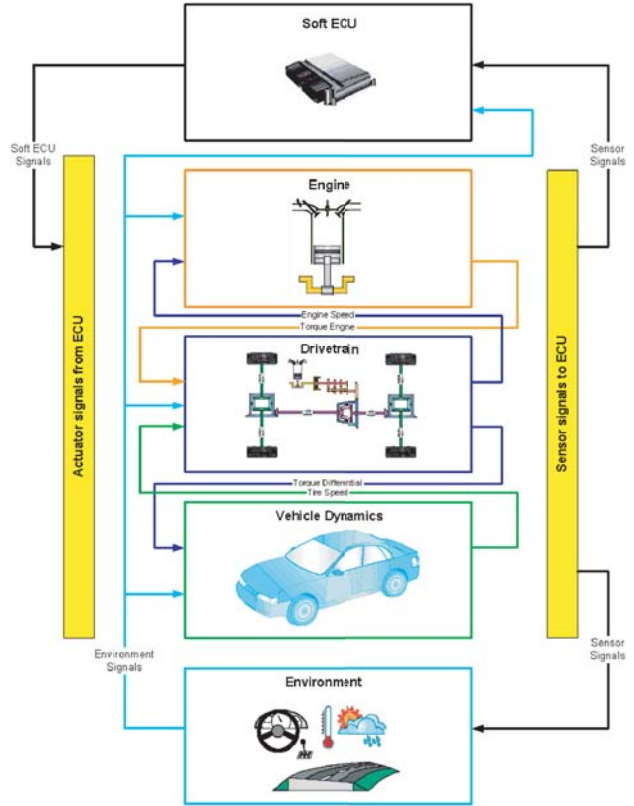 Soft ECU
Soft ECU
Signals
Sensor
Signals
Engine
Engine Speed
Torque Engine
Drivetrain
Actuator signals from ECU
Sensor signals to ECU
Torque Differential
Tire Speed
Vehicle Dynamics
Environment
Signals
Sensor
Signals
Environment